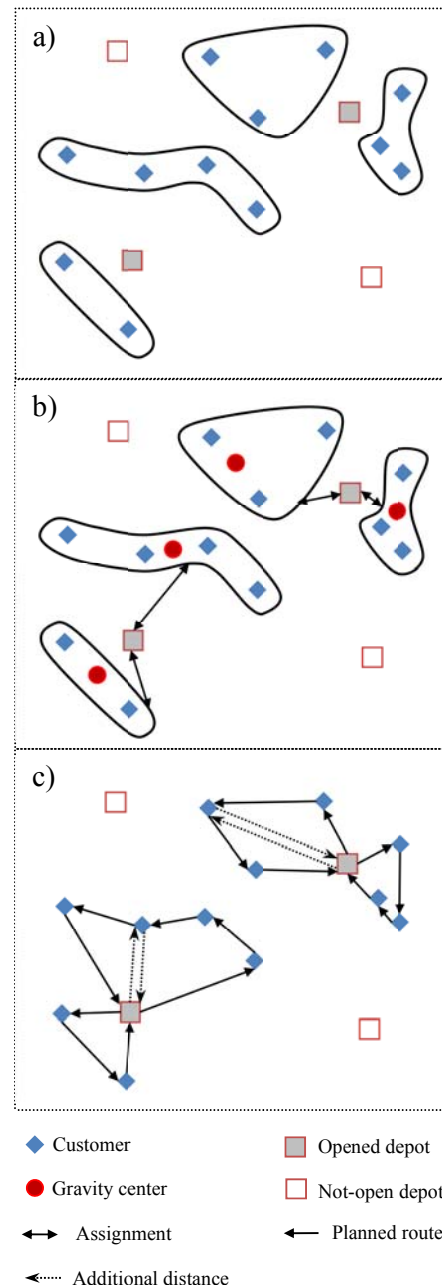 a)
b)
c)
Customer
Opened depot
Gravity center
Not-open depot
Assignment
Planned route
Additional distance